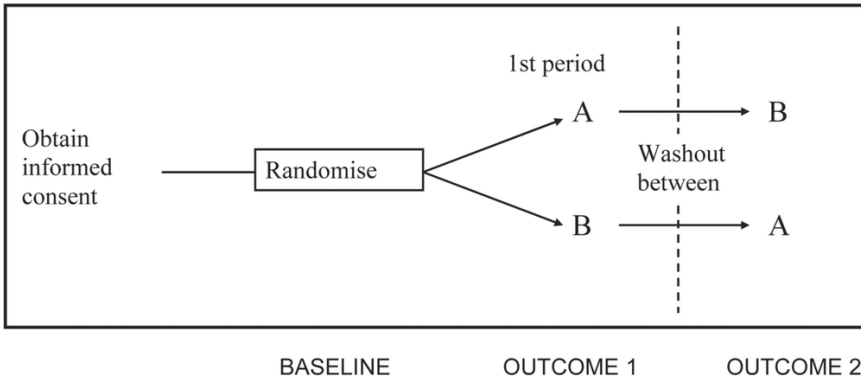 1st period
A
B
Obtain
informed
consent
Randomise
Washout
between
B
A
BASELINE
OUTCOME 1
OUTCOME 2